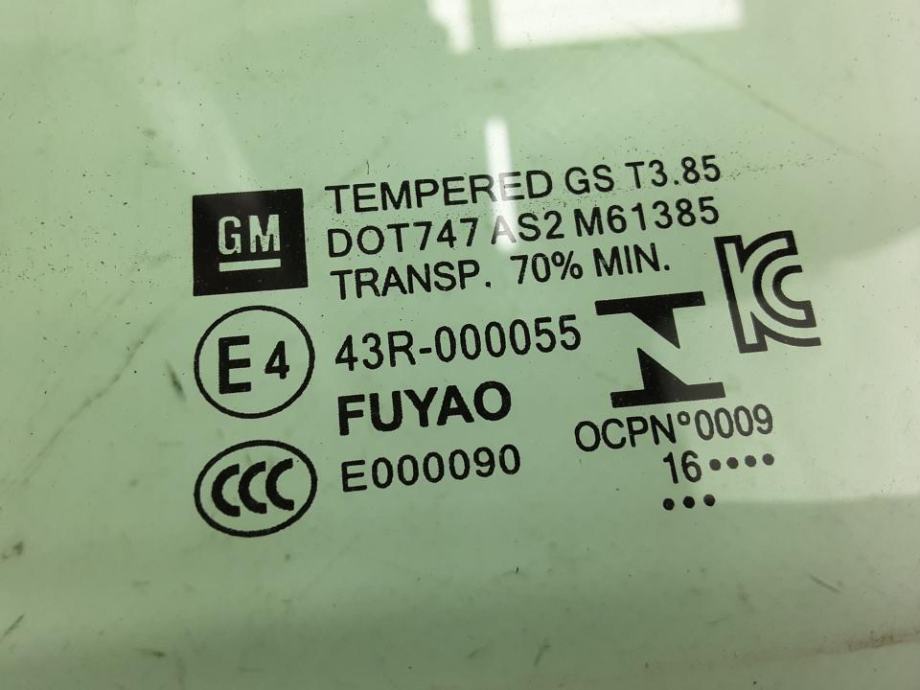 GM
TEMPERED GS T3.85
DOT747 AS2 M61385
TRANSP. 70% MIN.
E4
43R-000055
FUYAO
CCC
E000090
KC
OCPN°0009
16••••
•••